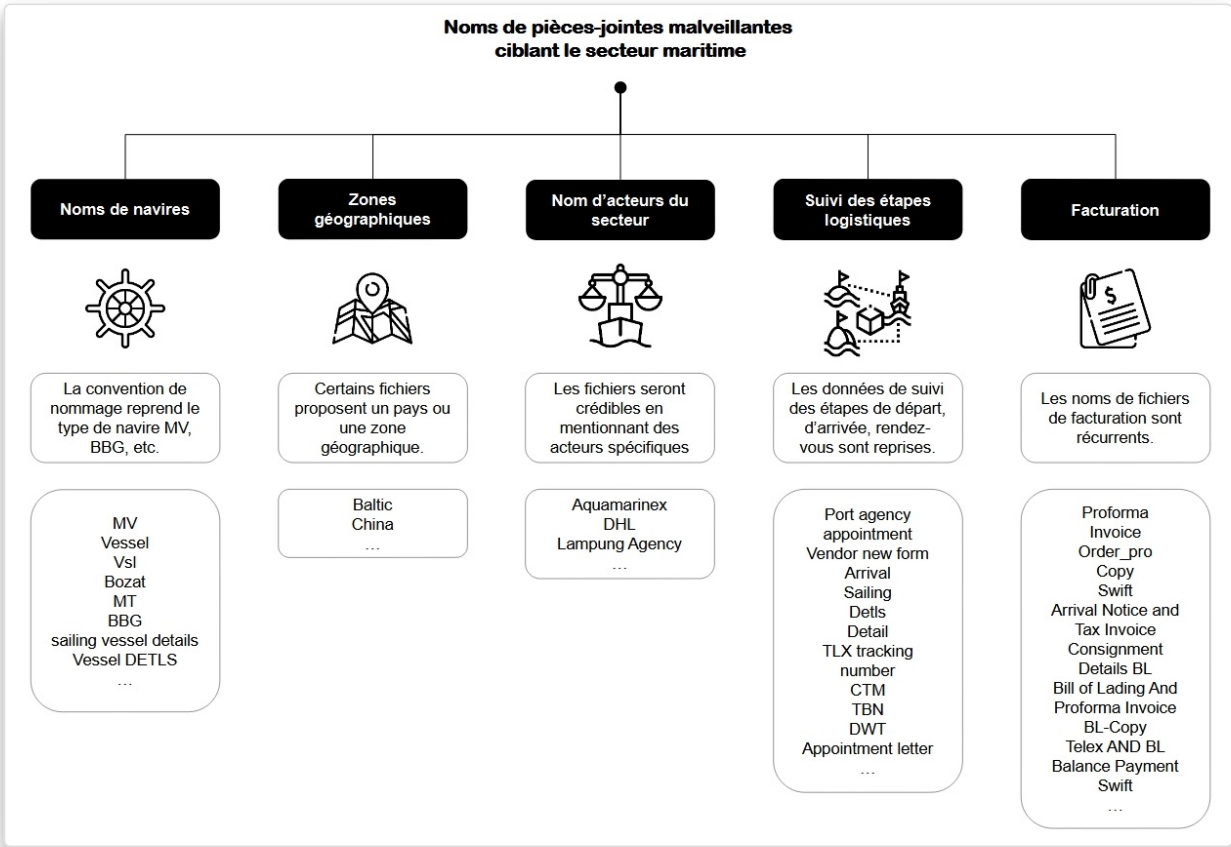 Noms de pièces-jointes malveillantes
ciblant le secteur maritime
Noms de navires
Zones
géographiques
Nom d’acteurs du
secteur
Suivi des étapes
logistiques
Facturation
$
La convention de
nommage reprend le
type de navire MV,
BBG, etc.
Certains fichiers
proposent un pays ou
une zone
géographique.
Les fichiers seront
crédibles en
mentionnant des
acteurs spécifiques
Les données de suivi
des étapes de départ,
d’arrivée, rendez-
vous sont reprises.
Les noms de fichiers
de facturation sont
récurrents.
MV
Vessel
Vsl
Bozat
MT
BBG
sailing vessel details
Vessel DETLS
...
Baltic
China
...
Aquamarinex
DHL
Lampung Agency
...
Port agency
appointment
Vendor new form
Arrival
Sailing
Detls
Detail
TLX tracking
number
CTM
TBN
DWT
Appointment letter
...
Proforma
Invoice
Order_pro
Copy
Swift
Arrival Notice and
Tax Invoice
Consignment
Details BL
Bill of Lading And
Proforma Invoice
BL-Copy
Telex AND BL
Balance Payment
Swift
...